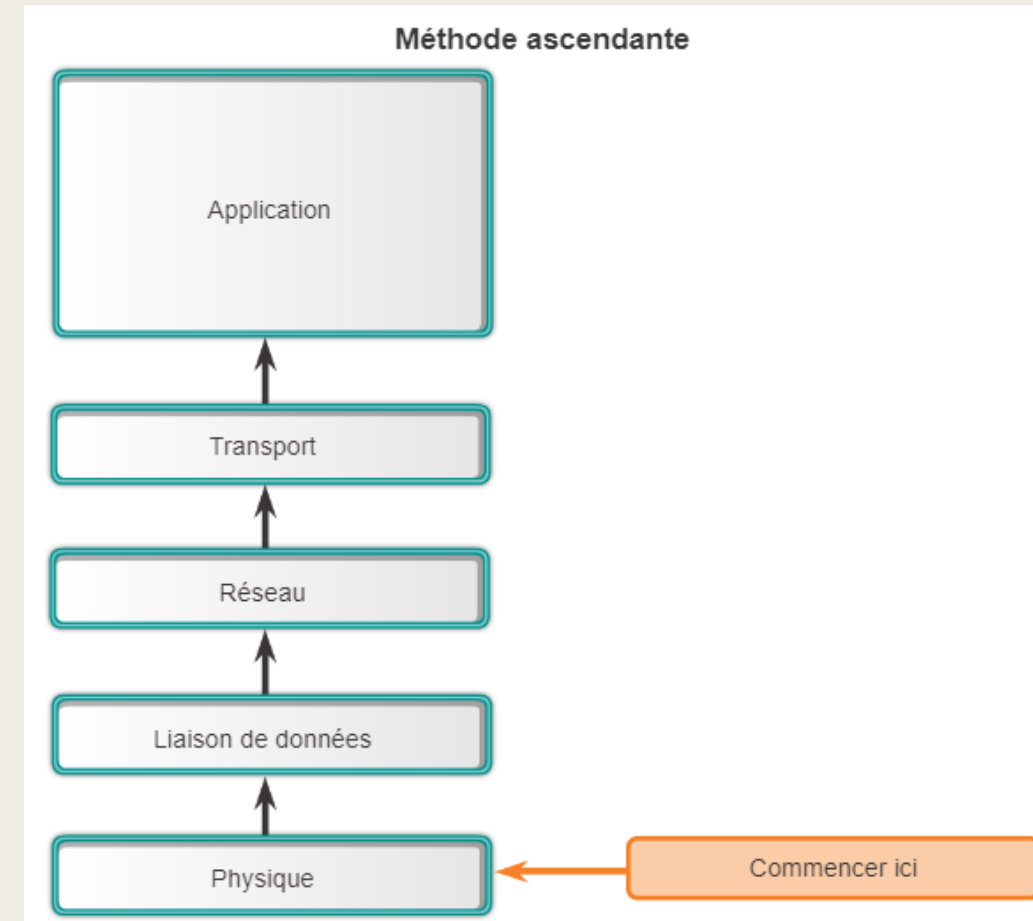 Méthode ascendante
Application
Transport
Réseau
Liaison de données
Physique
Commencer ici